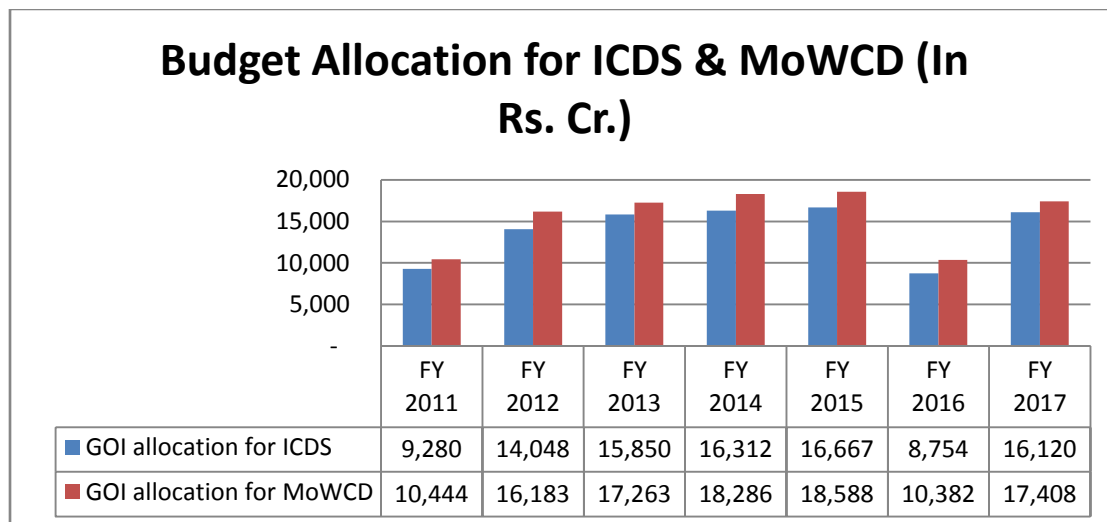 Budget Allocation for ICDS & MoWCD (In
Rs. Cr.)
20,000
15,000
10,000
5,000
-
FY 2011 FY 2012 FY 2013 FY 2014 FY 2015 FY 2016 FY 2017
GOI allocation for ICDS 9,280 14,048 15,850 16,312 16,667 8,754 16,120
GOI allocation for MoWCD 10,444 16,183 17,263 18,286 18,588 10,382 17,408